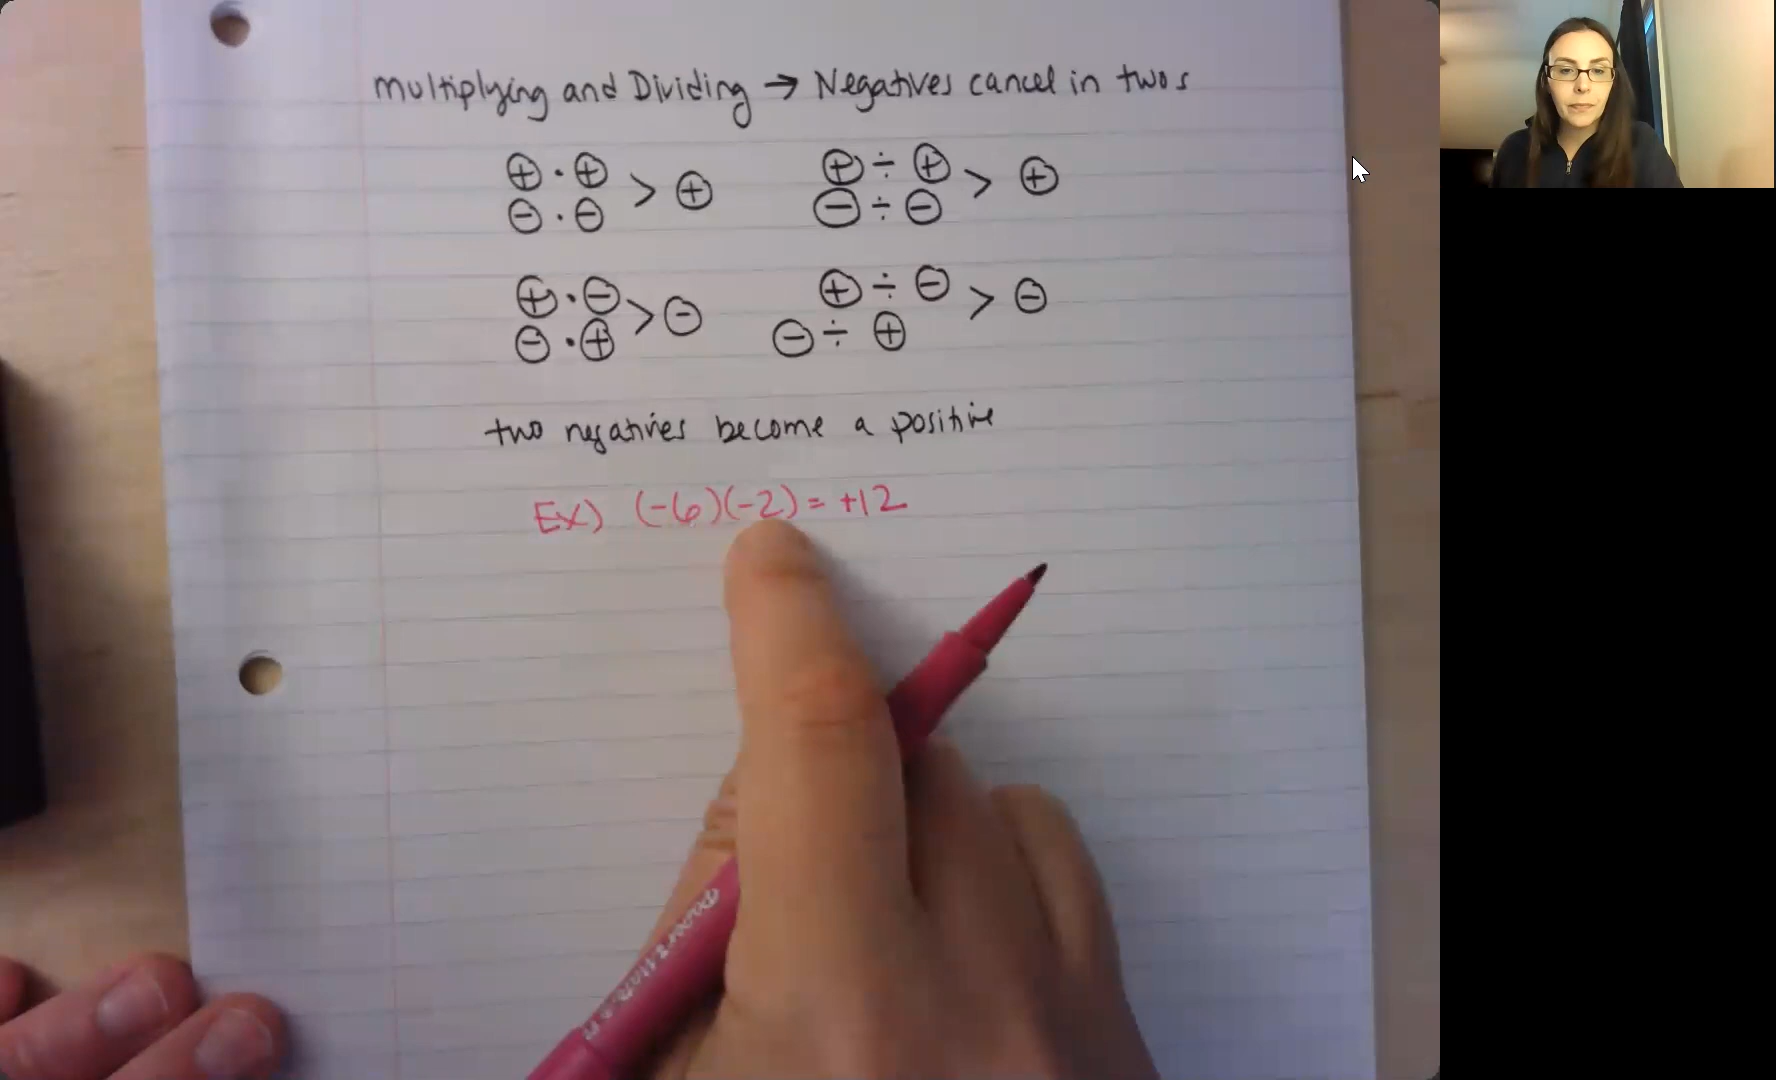 Multiplying and Dividing → Negatives cancel in twos
⊕ · ⊕ > ⊕ ⊕ ÷ ⊕ > ⊕
⊖ · ⊖ ⊖ ÷ ⊖
⊕ · ⊖ > ⊖ ⊕ ÷ ⊖ > ⊖
⊖ · ⊕ ⊖ ÷ ⊕
two negatives become a positive
Ex) (-6)(-2) = +12